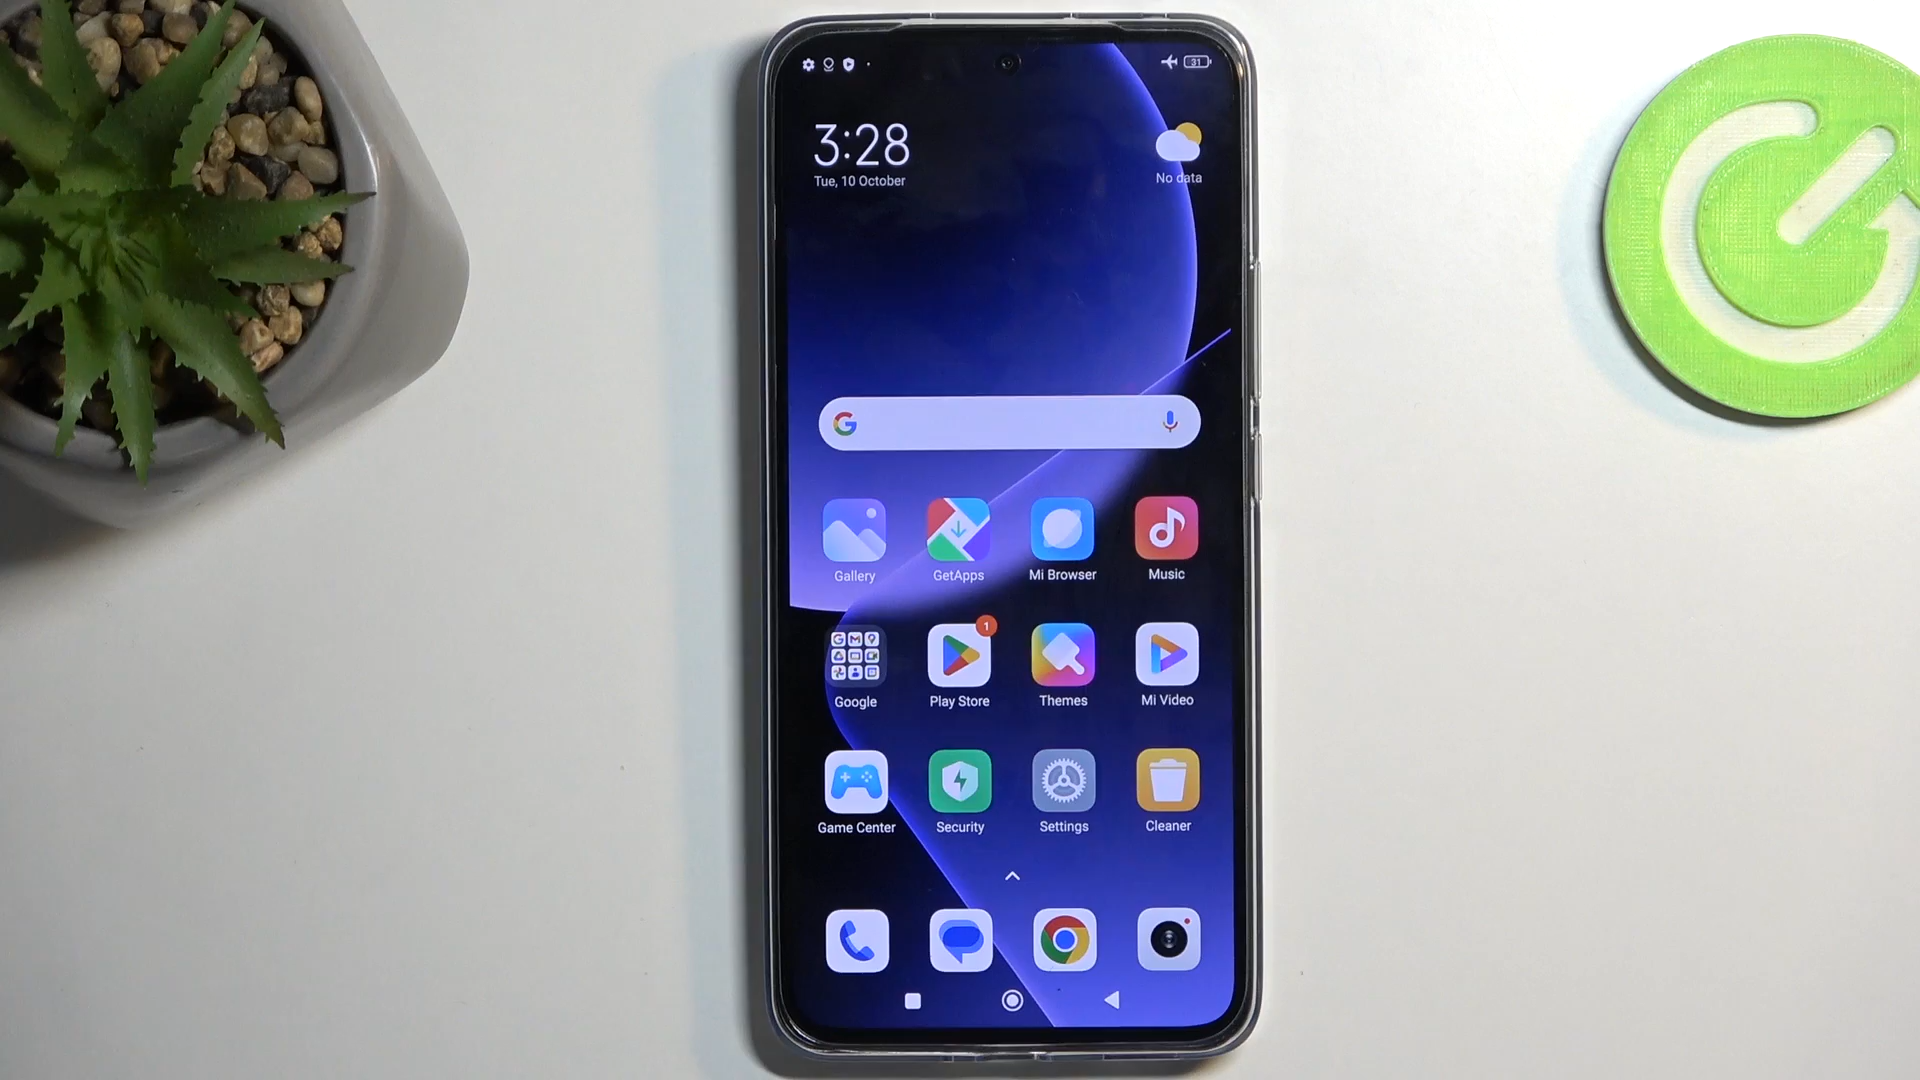 31
3:28
Tue, 10 October
No data
Gallery
GetApps
Mi Browser
Music
1
Google
Play Store
Themes
Mi Video
Game Center
Security
Settings
Cleaner